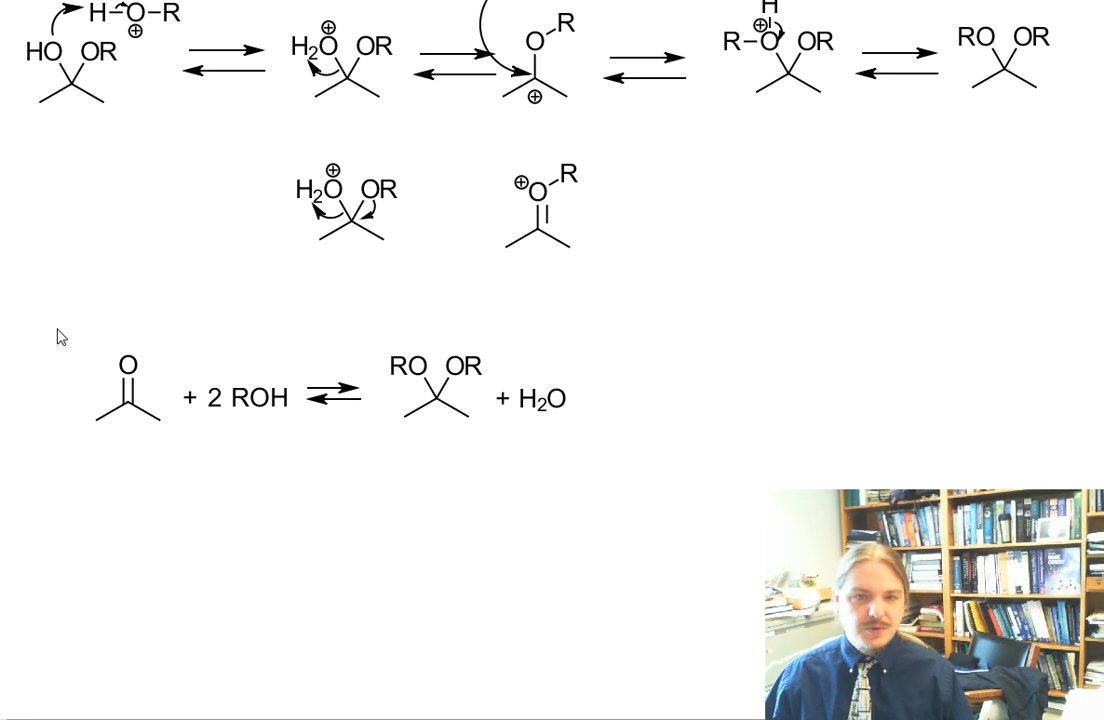 H–O–R
⊕
HO OR
H₂O OR
⊕
O–R
⊕
H
R–O OR
⊕
RO OR
H₂O OR
⊕
⊕O–R
O
+ 2 ROH
RO OR
+ H₂O